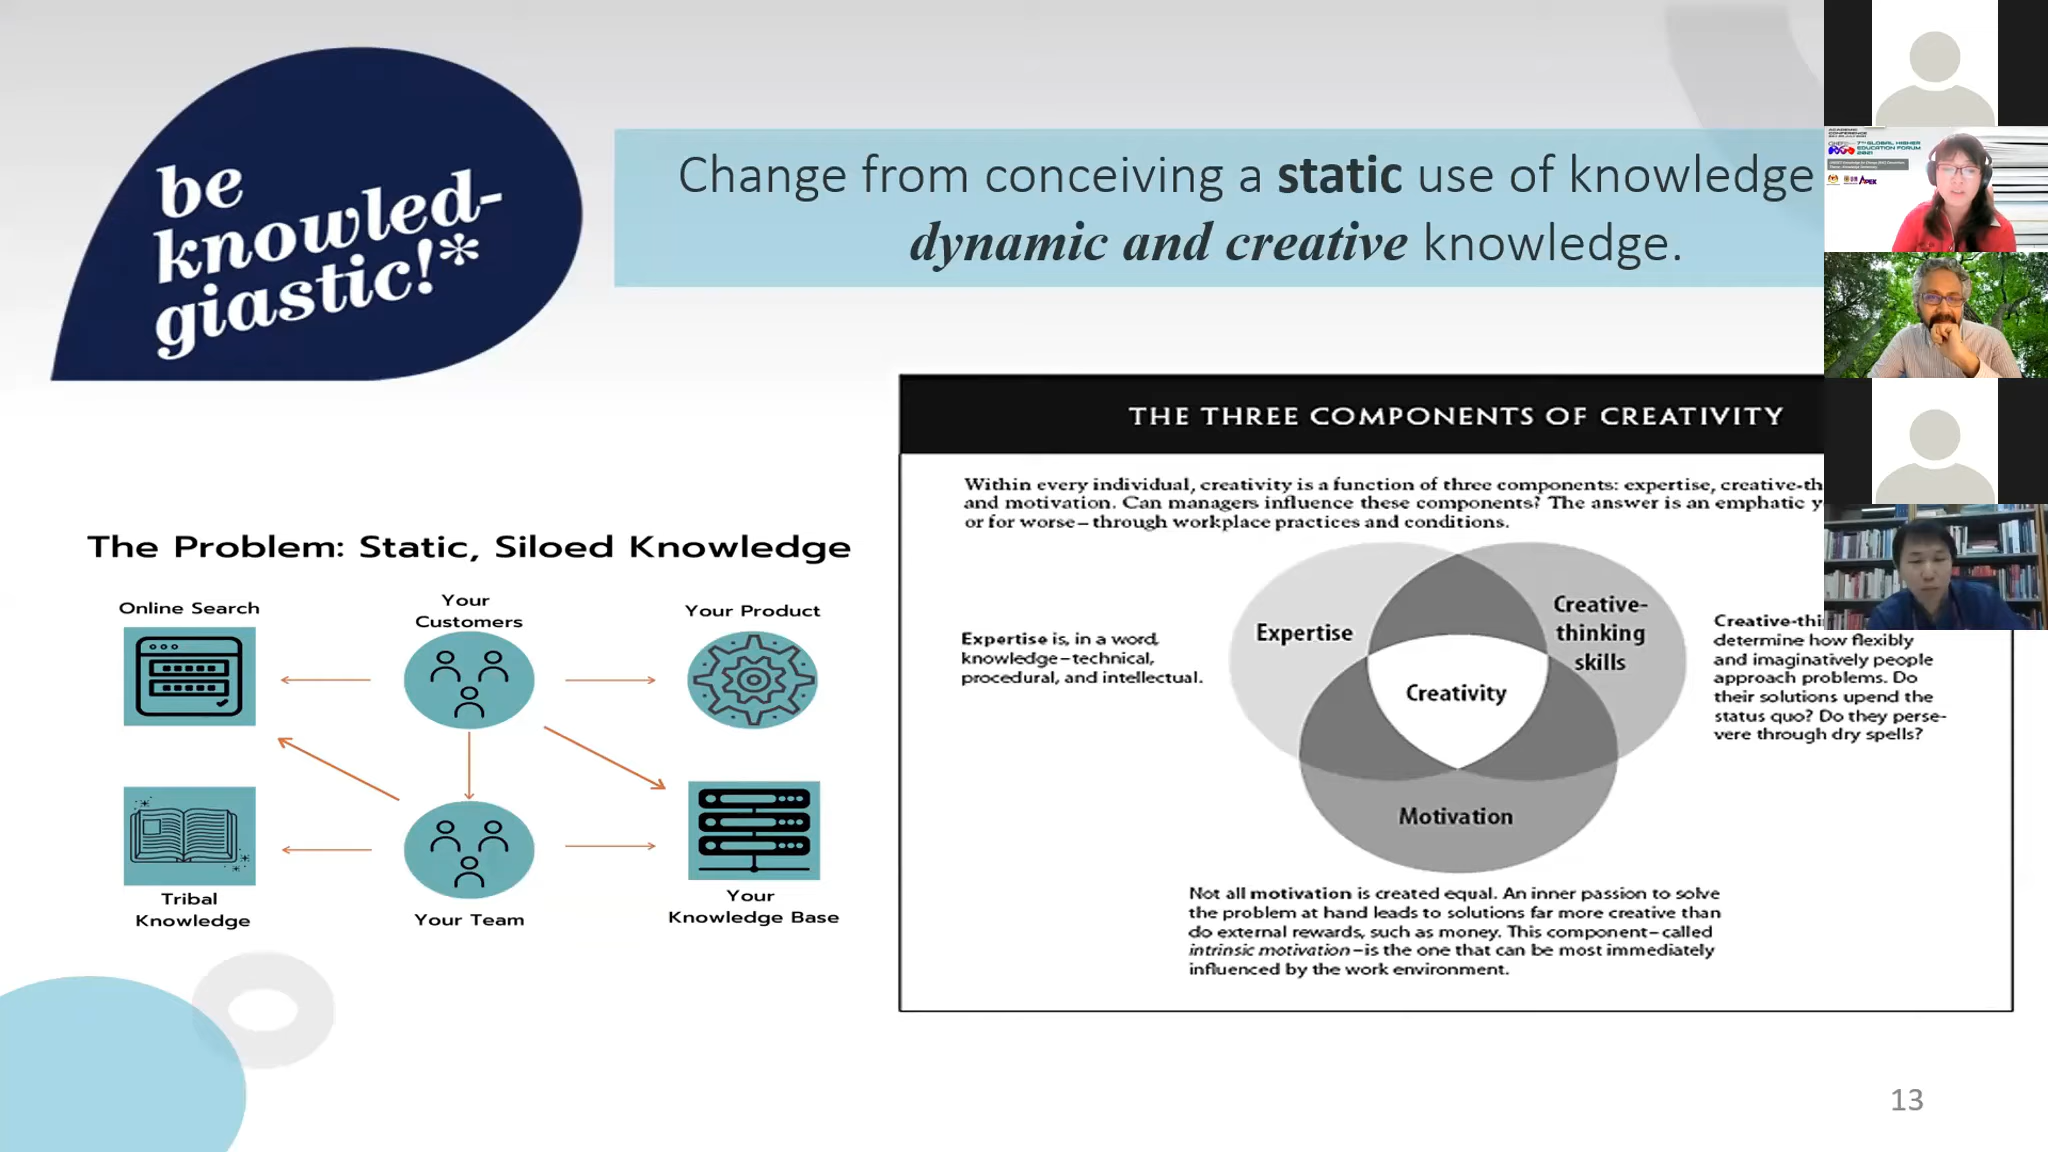 be
knowled-
giastic!*
Change from conceiving a static use of knowledge
dynamic and creative knowledge.
The Problem: Static, Siloed Knowledge
Online Search
Your
Customers
Your Product
Tribal
Knowledge
Your Team
Your
Knowledge Base
THE THREE COMPONENTS OF CREATIVITY
Within every individual, creativity is a function of three components: expertise, creative-th
and motivation. Can managers influence these components? The answer is an emphatic y
or for worse—through workplace practices and conditions.
Expertise
Creative-
thinking
skills
Creativity
Motivation
Expertise is, in a word,
knowledge—technical,
procedural, and intellectual.
Creative-thi
determine how flexibly
and imaginatively people
approach problems. Do
their solutions upend the
status quo? Do they perse-
vere through dry spells?
Not all motivation is created equal. An inner passion to solve
the problem at hand leads to solutions far more creative than
do external rewards, such as money. This component—called
intrinsic motivation—is the one that can be most immediately
influenced by the work environment.
13
7TH GLOBAL HIGHER
EDUCATION FORUM
2021